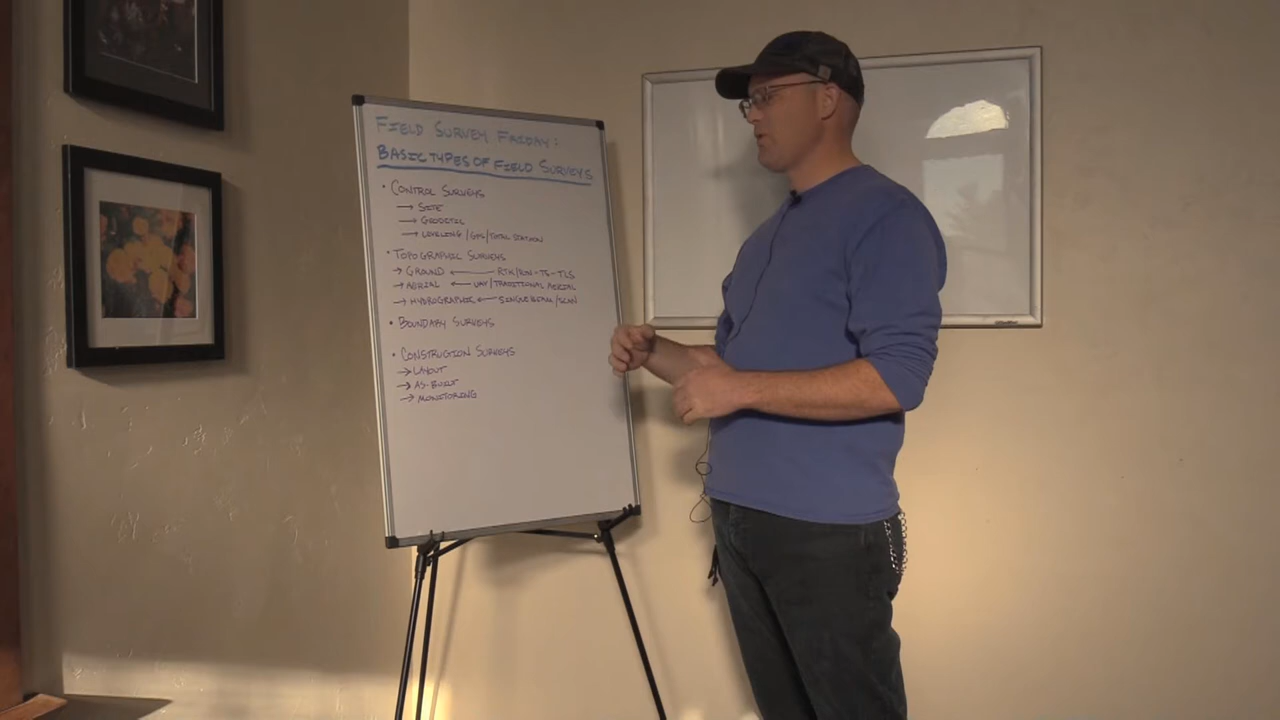 FIELD SURVEY FRIDAY:
BASIC TYPES OF FIELD SURVEYS
• CONTROL SURVEYS
→ SITE
→ GEODETIC
→ LEVELING/GPS/TOTAL STATION
• TOPOGRAPHIC SURVEYS
→ GROUND ← RTK/RON-TS-TLS
→ AERIAL ← UAV/TRADITIONAL AERIAL
→ HYDROGRAPHIC ← SINGLE BEAM/SCAN
• BOUNDARY SURVEYS
• CONSTRUCTION SURVEYS
→ LAYOUT
→ AS-BUILT
→ MONITORING